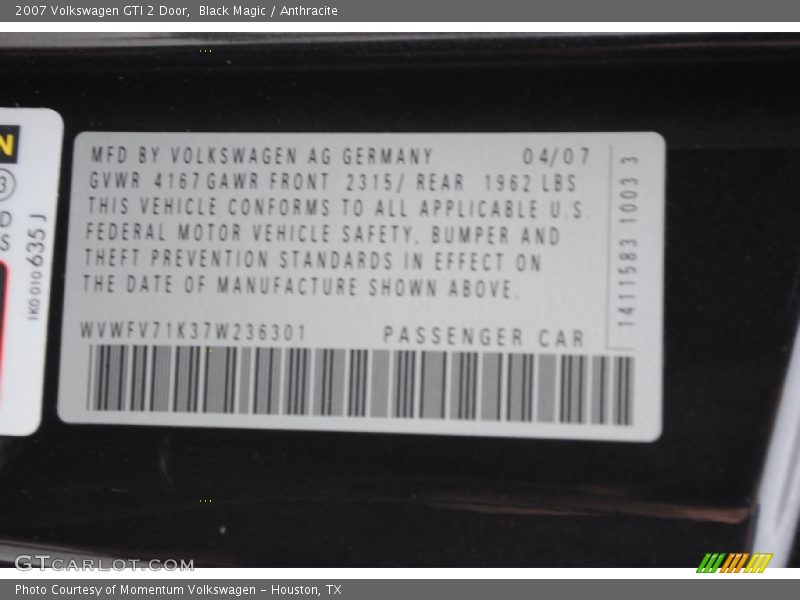 2007 Volkswagen GTI 2 Door, Black Magic / Anthracite
N
3
D
S
1K0 010 635 J
MFD BY VOLKSWAGEN AG GERMANY 04/07
GVWR 4167 GAWR FRONT 2315/ REAR 1962 LBS
THIS VEHICLE CONFORMS TO ALL APPLICABLE U.S.
FEDERAL MOTOR VEHICLE SAFETY, BUMPER AND
THEFT PREVENTION STANDARDS IN EFFECT ON
THE DATE OF MANUFACTURE SHOWN ABOVE.
WVWFV71K37W236301 PASSENGER CAR
1411583 1003 3
GTCARLOT.COM
Photo Courtesy of Momentum Volkswagen - Houston, TX